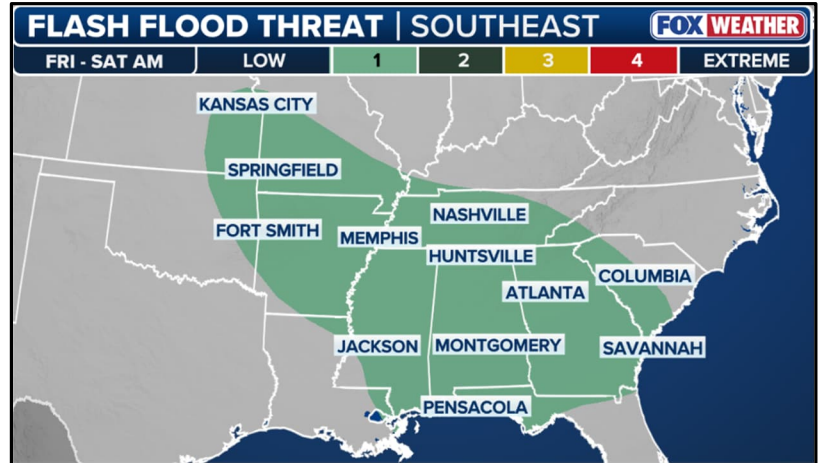 FLASH FLOOD THREAT | SOUTHEAST FOX WEATHER
FRI - SAT AM LOW 1 2 3 4 EXTREME
KANSAS CITY
SPRINGFIELD
NASHVILLE
FORT SMITH
MEMPHIS
HUNTSVILLE
COLUMBIA
ATLANTA
JACKSON MONTGOMERY SAVANNAH
PENSACOLA